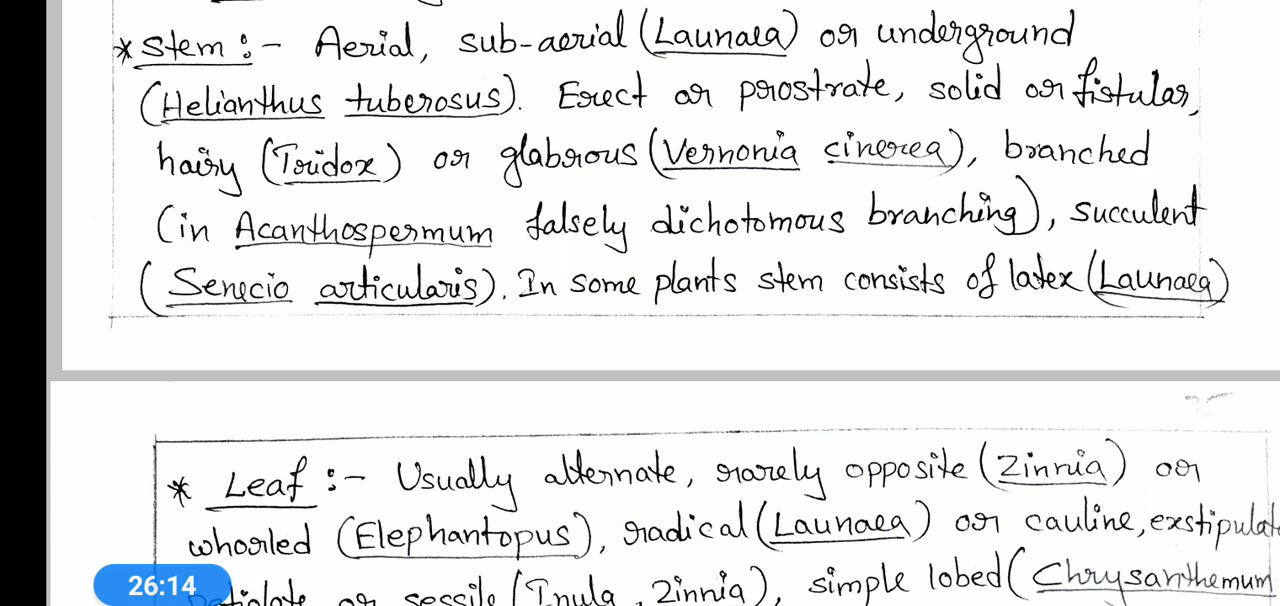 * Stem :- Aerial, sub-aerial (Launaea) or underground
(Helianthus tuberosus). Erect or prostrate, solid or fistular,
hairy (Tridox) or glabrous (Vernonia cinerea), branched
(in Acanthospermum falsely dichotomous branching), succulent
(Senecio articularis). In some plants stem consists of latex (Launaea)
* Leaf :- Usually alternate, rarely opposite (Zinnia) or
whorled (Elephantopus), radical (Launaea) or cauline, exstipulate
26:14
Petiolate or sessile (Inula, Zinnia), simple lobed (Chrysanthemum